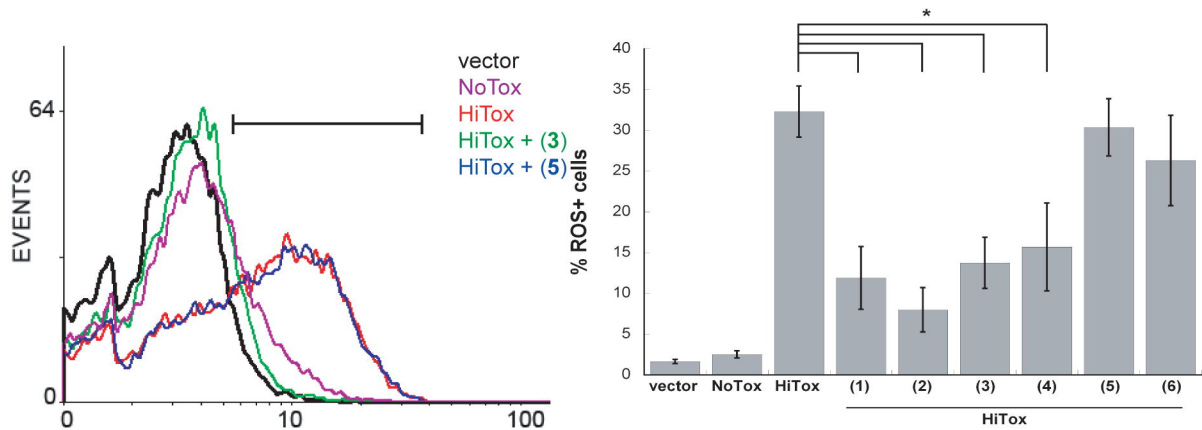 vector
NoTox
HiTox
HiTox + (3)
HiTox + (5)
64
0
EVENTS
0 10 100
*
40
35
30
25
20
15
10
5
0
% ROS+ cells
vector NoTox HiTox (1) (2) (3) (4) (5) (6)
HiTox